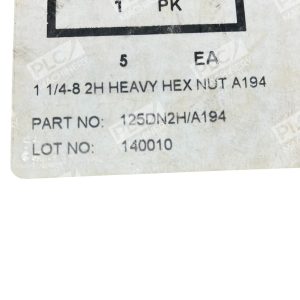 1 PK
5 EA
1 1/4-8 2H HEAVY HEX NUT A194
PART NO: 125DN2H/A194
LOT NO: 140010